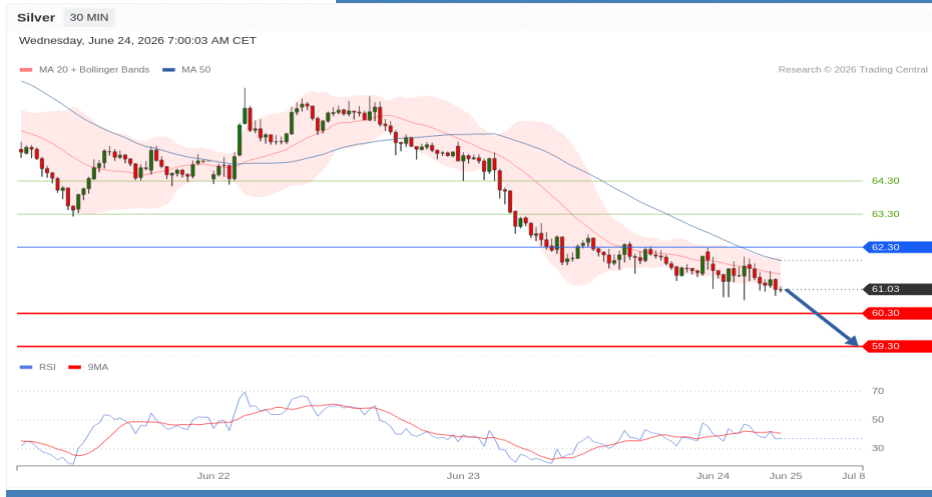 Silver 30 MIN
Wednesday, June 24, 2026 7:00:03 AM CET
MA 20 + Bollinger Bands MA 50 Research © 2026 Trading Central
64.30
63.30
62.30
61.03
60.30
59.30
RSI 9MA
70
50
30
Jun 22 Jun 23 Jun 24 Jun 25 Jul 8